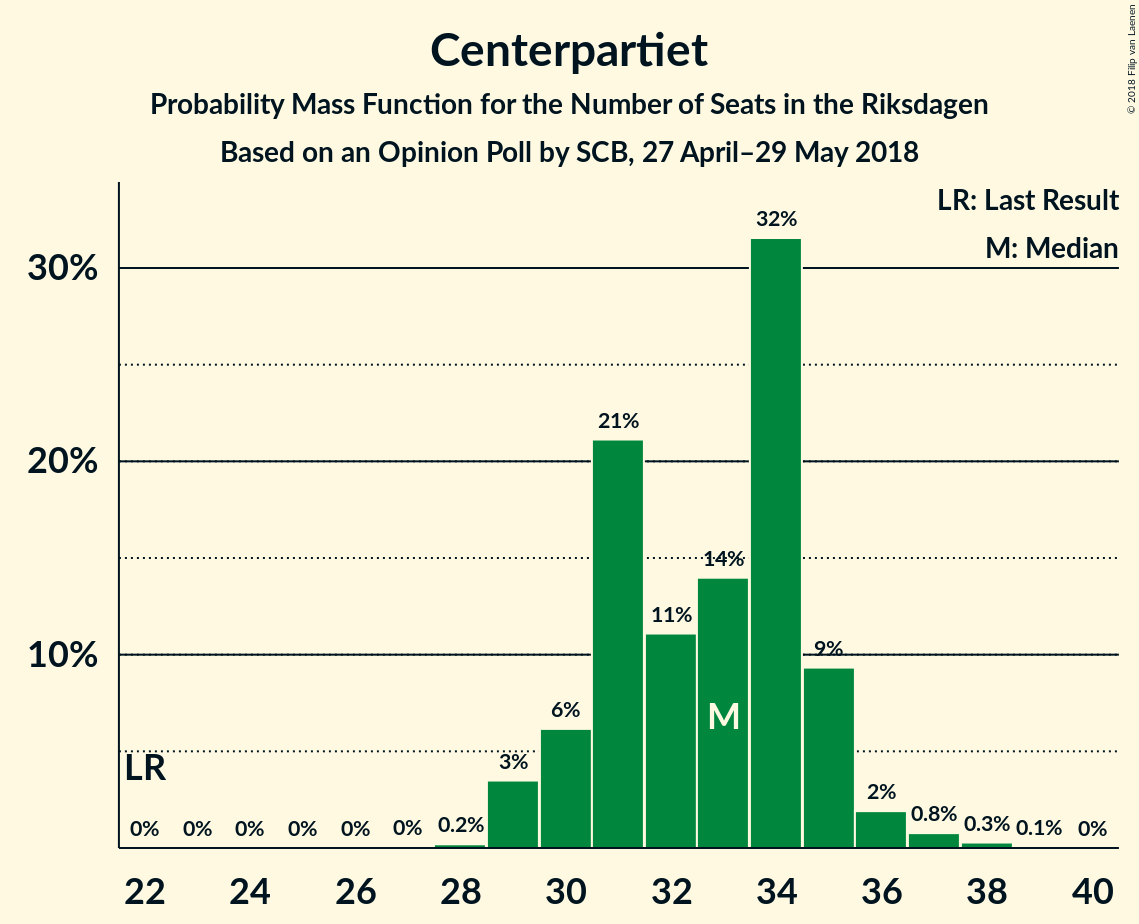 Centerpartiet
Probability Mass Function for the Number of Seats in the Riksdagen
Based on an Opinion Poll by SCB, 27 April–29 May 2018
© 2018 Filip van Laenen
LR: Last Result
M: Median
30%
20%
10%
32%
21%
14%
11%
9%
6%
3%
2%
0.8%
0.3%
0.1%
0%
0%
0%
0%
0%
0%
0%
0.2%
LR
M
22 24 26 28 30 32 34 36 38 40